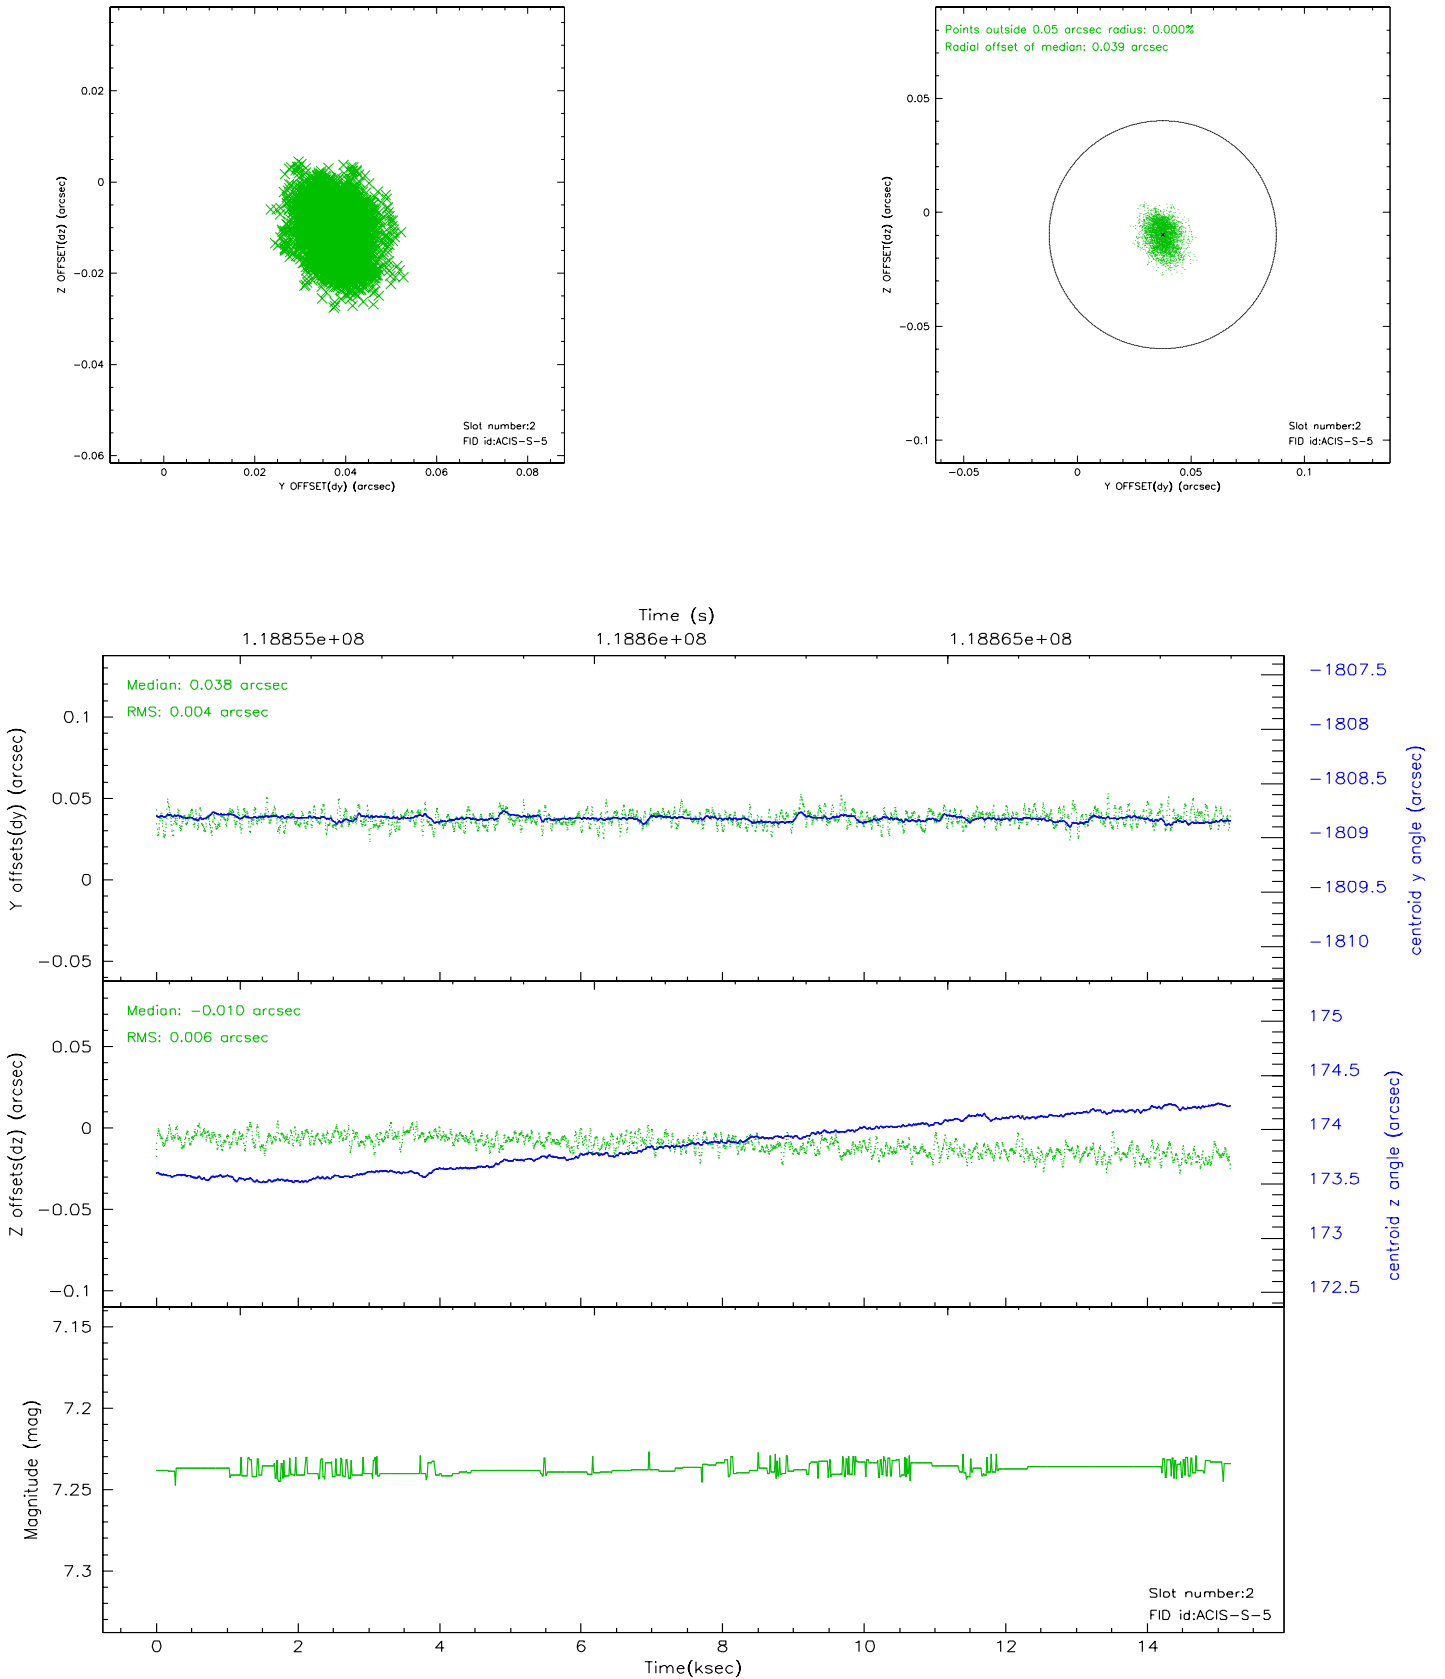 0.02
0
−0.02
−0.04
−0.06
Z OFFSET(dz) (arcsec)
Slot number:2
FID id:ACIS−S−5
0 0.02 0.04 0.06 0.08
Y OFFSET(dy) (arcsec)
Points outside 0.05 arcsec radius: 0.000%
Radial offset of median: 0.039 arcsec
0.05
0
−0.05
−0.1
Z OFFSET(dz) (arcsec)
Slot number:2
FID id:ACIS−S−5
−0.05 0 0.05 0.1
Y OFFSET(dy) (arcsec)
Time (s)
1.18855e+08 1.1886e+08 1.18865e+08
Median: 0.038 arcsec
RMS: 0.004 arcsec
0.1
0.05
0
−0.05
Y offsets(dy) (arcsec)
−1807.5
−1808
−1808.5
−1809
−1809.5
−1810
centroid y angle (arcsec)
Median: −0.010 arcsec
RMS: 0.006 arcsec
0.05
0
−0.05
−0.1
Z offsets(dz) (arcsec)
175
174.5
174
173.5
173
172.5
centroid z angle (arcsec)
7.15
7.2
7.25
7.3
Magnitude (mag)
Slot number:2
FID id:ACIS−S−5
0 2 4 6 8 10 12 14
Time(ksec)